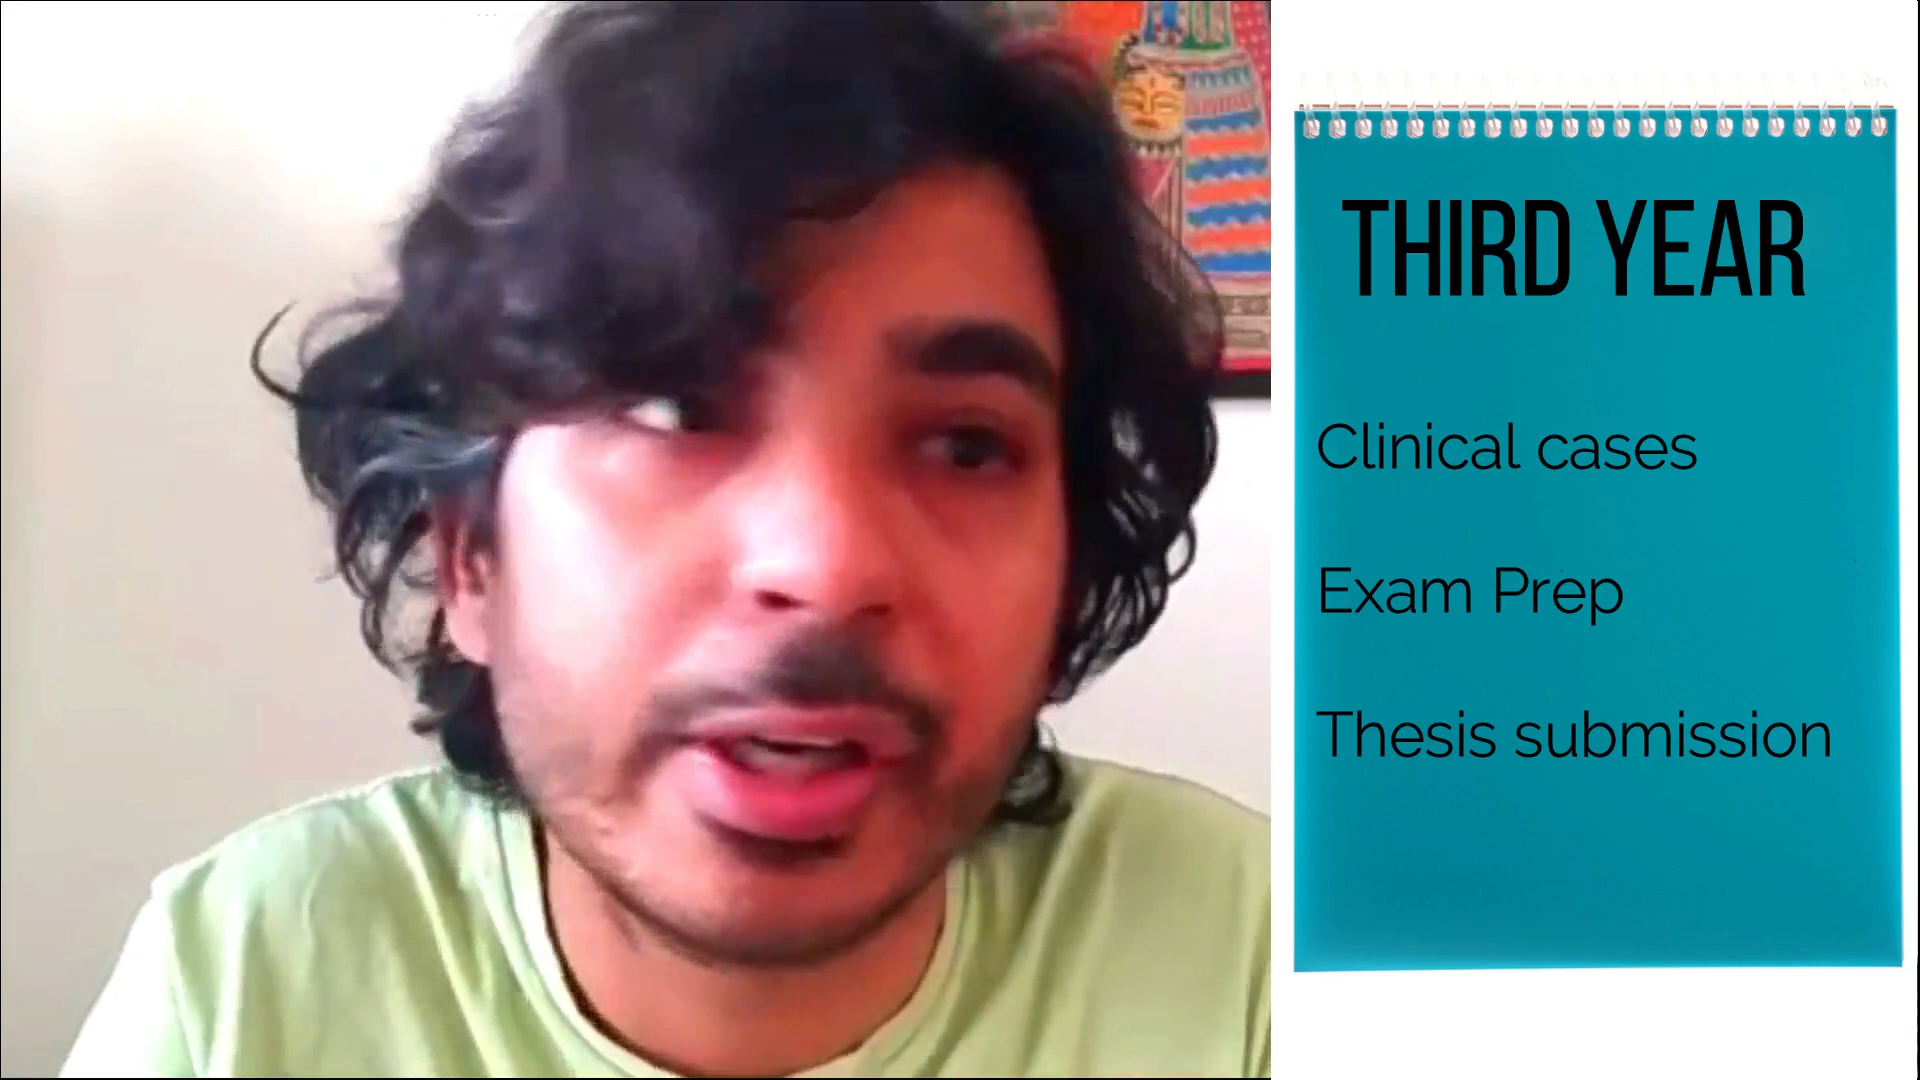 THIRD YEAR
Clinical cases
Exam Prep
Thesis submission